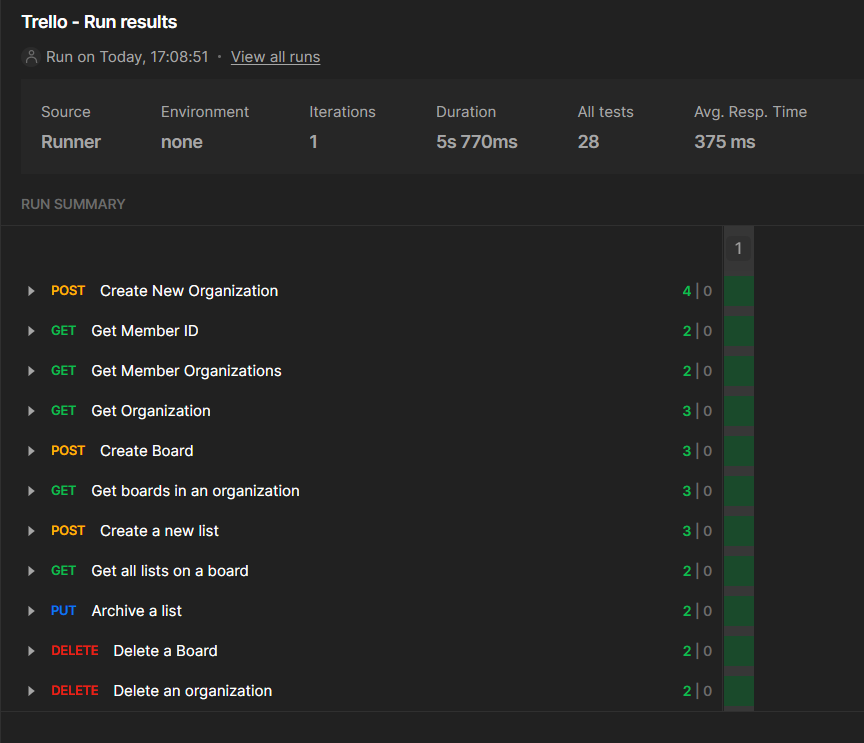 Trello - Run results
Run on Today, 17:08:51 · View all runs
Source Environment Iterations Duration All tests Avg. Resp. Time
Runner none 1 5s 770ms 28 375 ms
RUN SUMMARY
1
POST Create New Organization 4 | 0
GET Get Member ID 2 | 0
GET Get Member Organizations 2 | 0
GET Get Organization 3 | 0
POST Create Board 3 | 0
GET Get boards in an organization 3 | 0
POST Create a new list 3 | 0
GET Get all lists on a board 2 | 0
PUT Archive a list 2 | 0
DELETE Delete a Board 2 | 0
DELETE Delete an organization 2 | 0